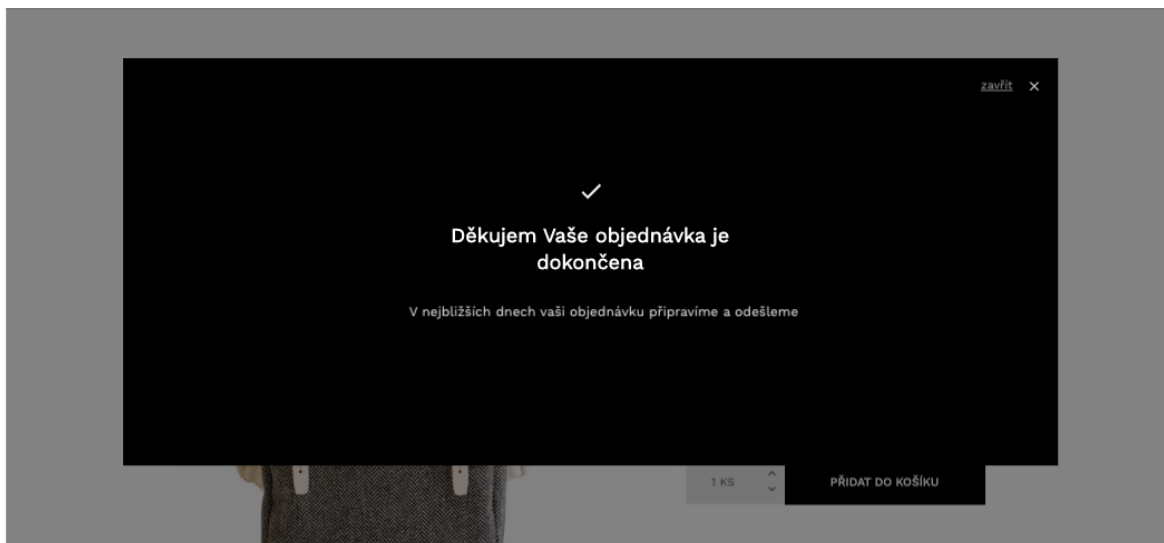 zavřít ×
Děkujem Vaše objednávka je
dokončena
V nejbližších dnech vaši objednávku připravíme a odešleme
1 KS
PŘIDAT DO KOŠÍKU